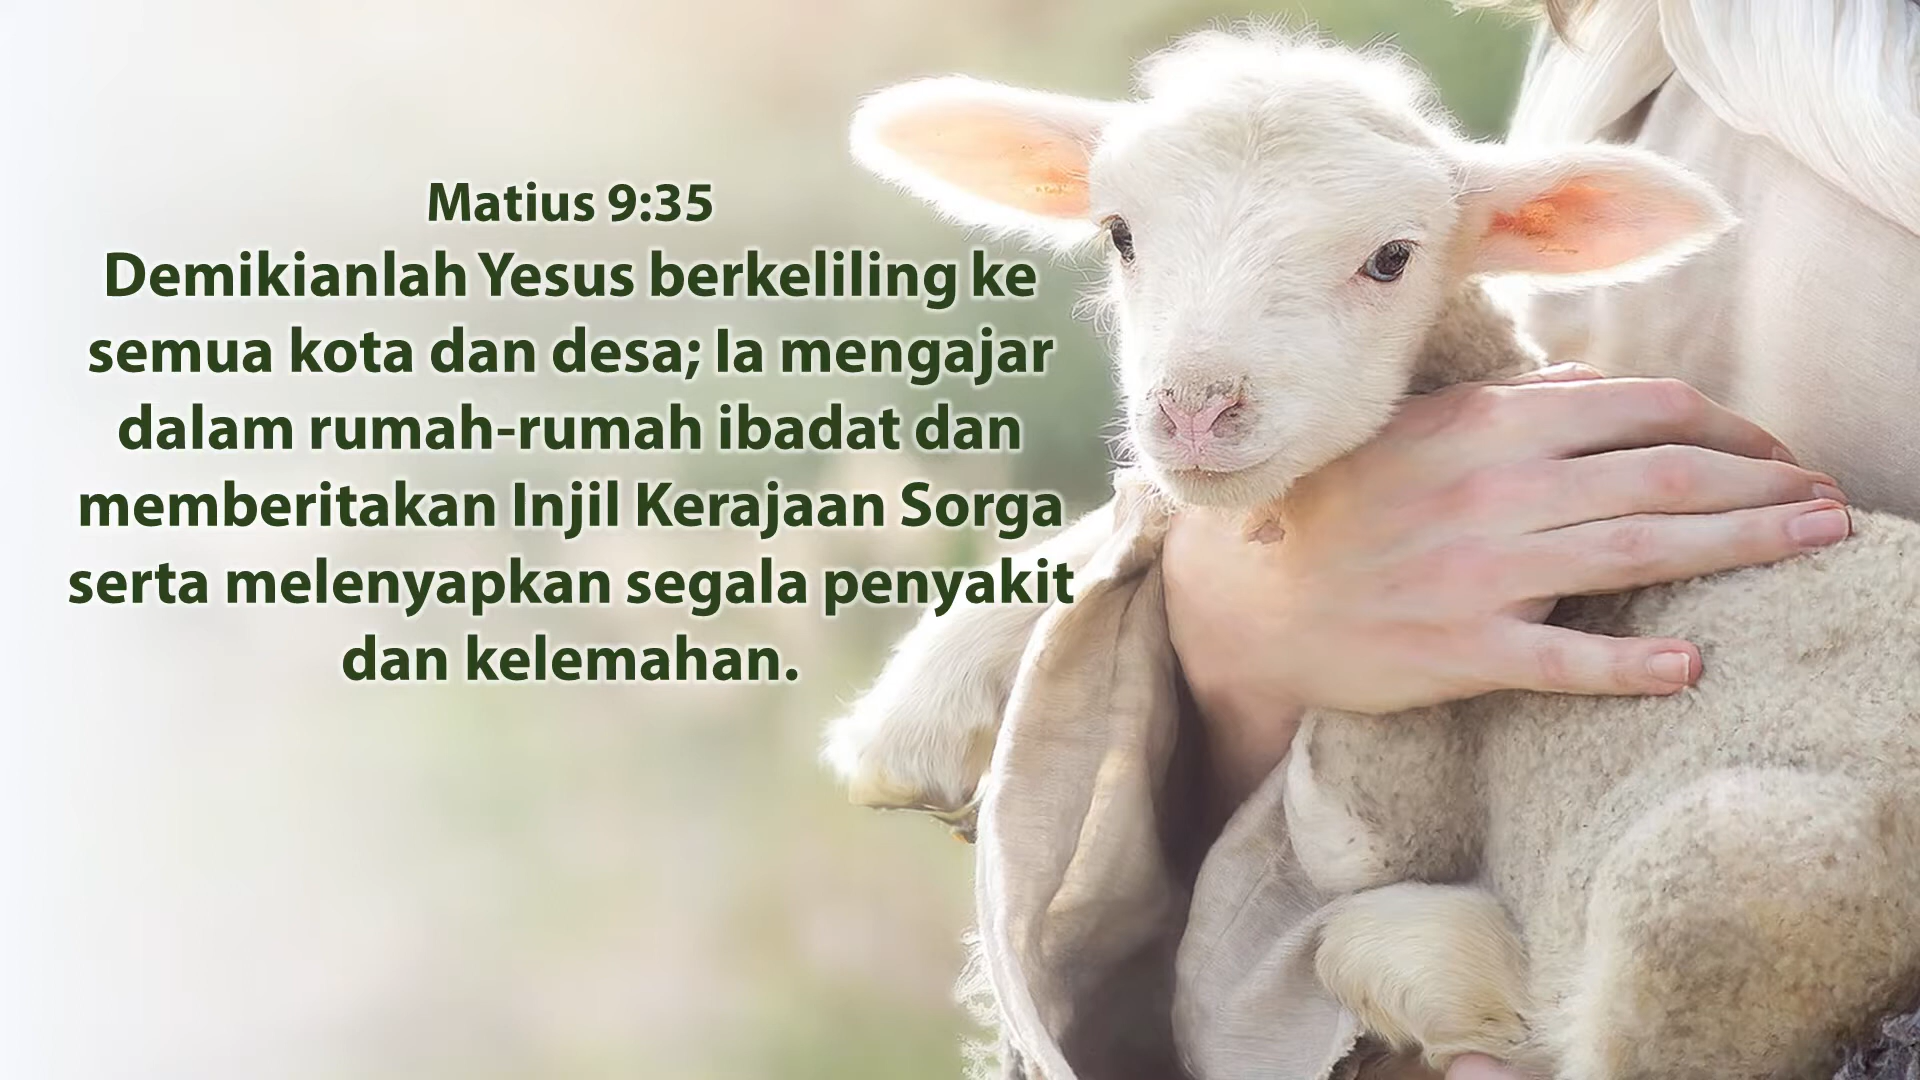 Matius 9:35
Demikianlah Yesus berkeliling ke
semua kota dan desa; Ia mengajar
dalam rumah-rumah ibadat dan
memberitakan Injil Kerajaan Sorga
serta melenyapkan segala penyakit
dan kelemahan.